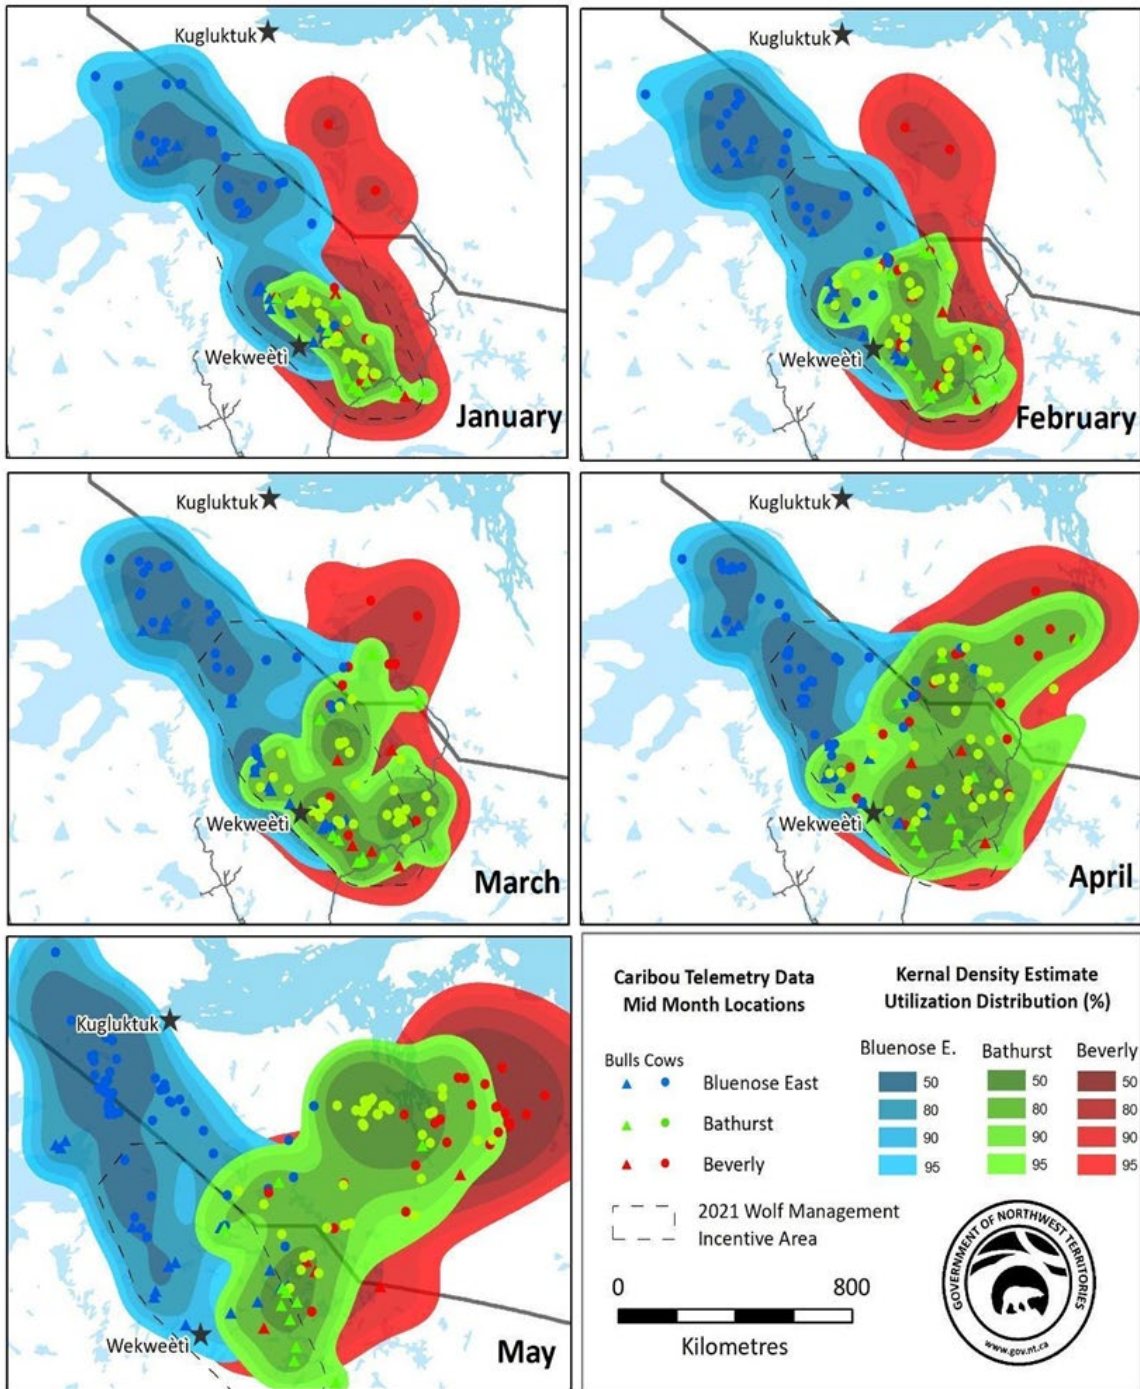 Kugluktuk
Wekweètì
January
Kugluktuk
Wekweètì
February
Kugluktuk
Wekweètì
March
Kugluktuk
Wekweètì
April
Kugluktuk
Wekweètì
May
Caribou Telemetry Data
Mid Month Locations
Bulls Cows
Bluenose East
Bathurst
Beverly
2021 Wolf Management
Incentive Area
0 800
Kilometres
Kernal Density Estimate
Utilization Distribution (%)
Bluenose E. Bathurst Beverly
50 50 50
80 80 80
90 90 90
95 95 95
GOVERNMENT OF NORTHWEST TERRITORIES
www.gov.nt.ca